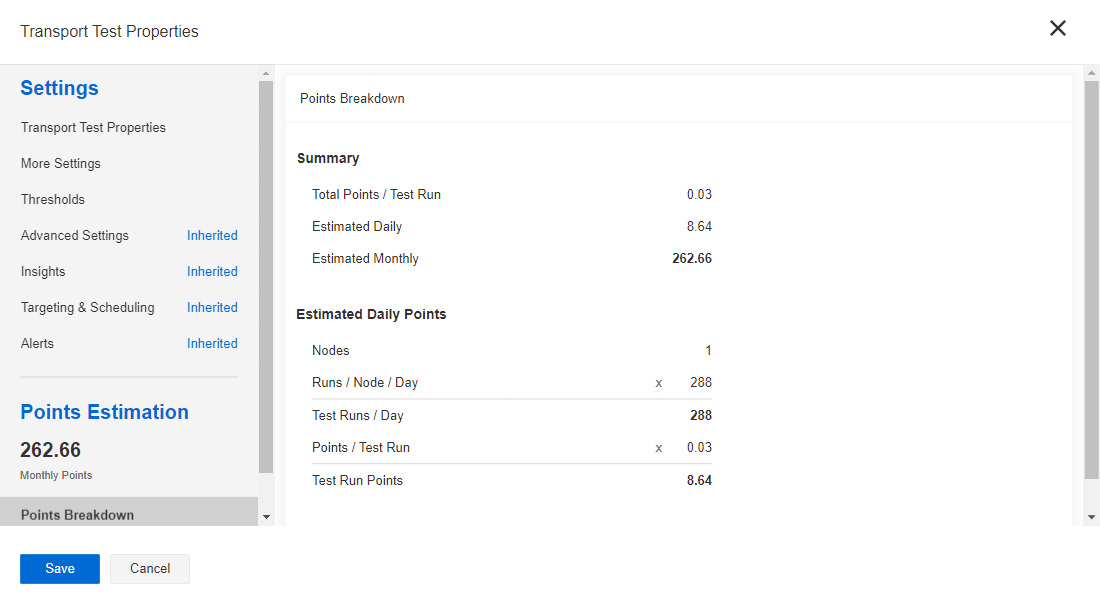 Transport Test Properties
Settings
Transport Test Properties
More Settings
Thresholds
Advanced Settings Inherited
Insights Inherited
Targeting & Scheduling Inherited
Alerts Inherited
Points Estimation
262.66
Monthly Points
Points Breakdown
Points Breakdown
Summary
Total Points / Test Run 0.03
Estimated Daily 8.64
Estimated Monthly 262.66
Estimated Daily Points
Nodes 1
Runs / Node / Day x 288
Test Runs / Day 288
Points / Test Run x 0.03
Test Run Points 8.64
Save Cancel